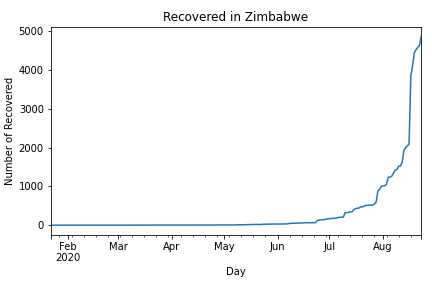 Recovered in Zimbabwe
5000
4000
3000
2000
1000
0
Number of Recovered
Feb
2020
Mar
Apr
May
Jun
Jul
Aug
Day